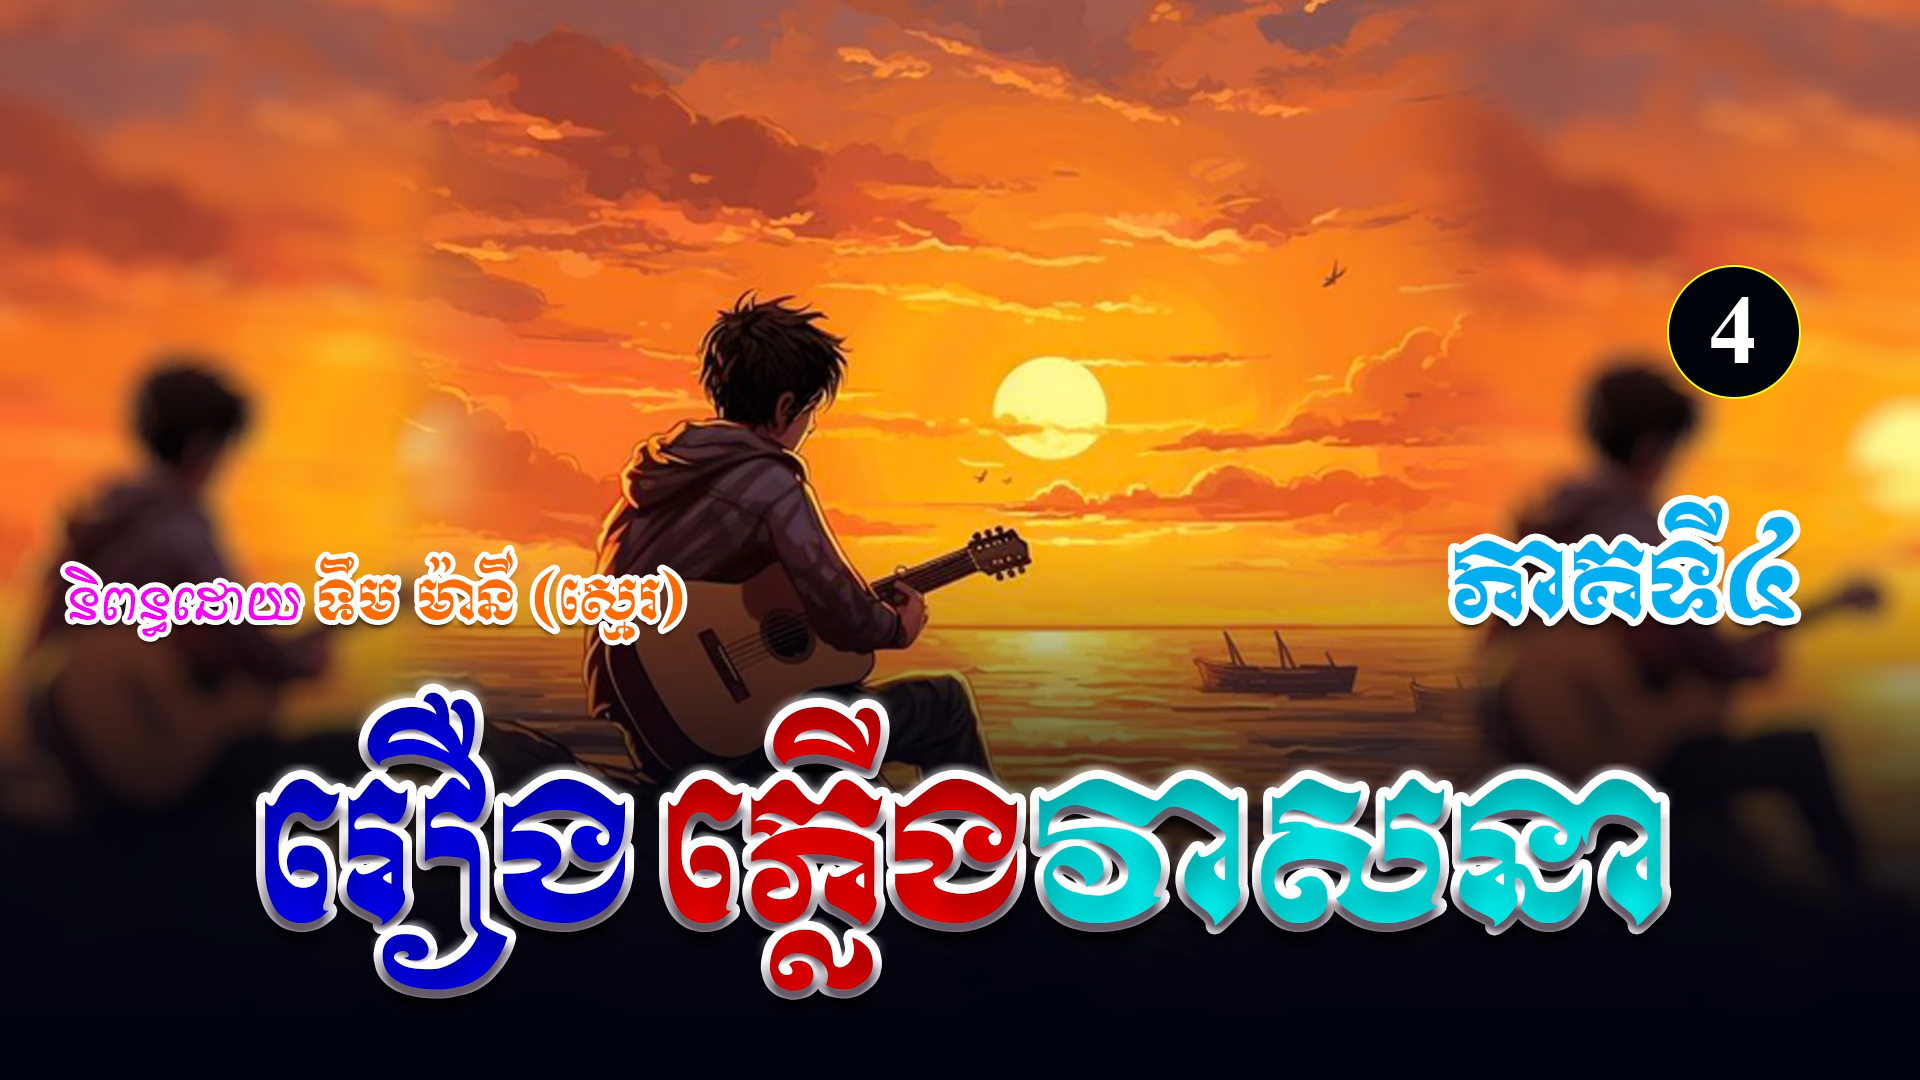 4
ភាគទី៤
និពន្ធដោយ ទឹម ម៉ានី (ស្មេរ)
រឿង ភ្លើងវាសនា